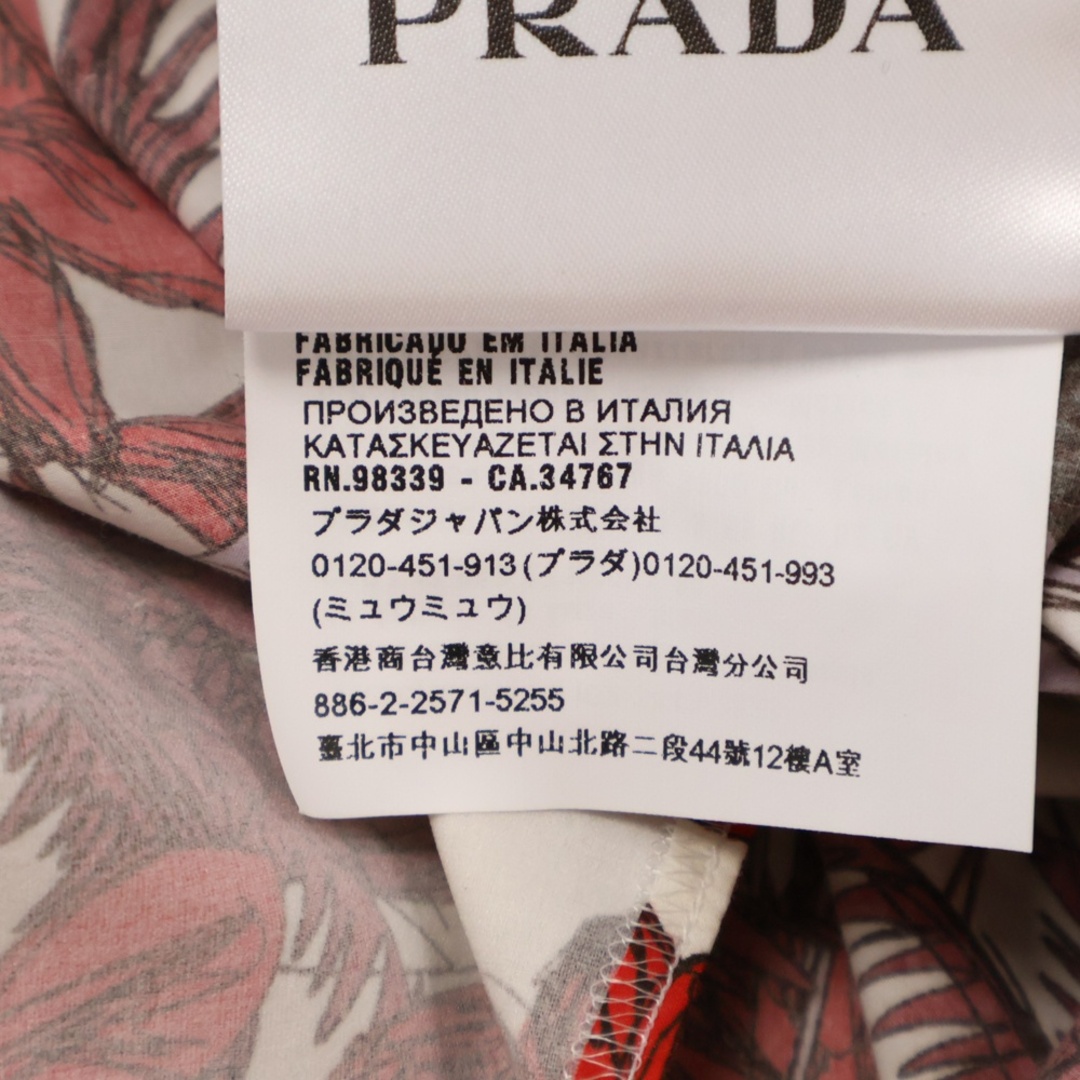 PRADA
FABRICADO EM ITALIA
FABRIQUÉ EN ITALIE
ПРОИЗВЕДЕНО В ИТАЛИЯ
ΚΑΤΑΣΚΕΥΑΖΕΤΑΙ ΣΤΗΝ ΙΤΑΛΙΑ
RN.98339 - CA.34767
プラダジャパン株式会社
0120-451-913(プラダ)0120-451-993
(ミュウミュウ)
香港商台灣意比有限公司台灣分公司
886-2-2571-5255
臺北市中山區中山北路二段44號12樓A室